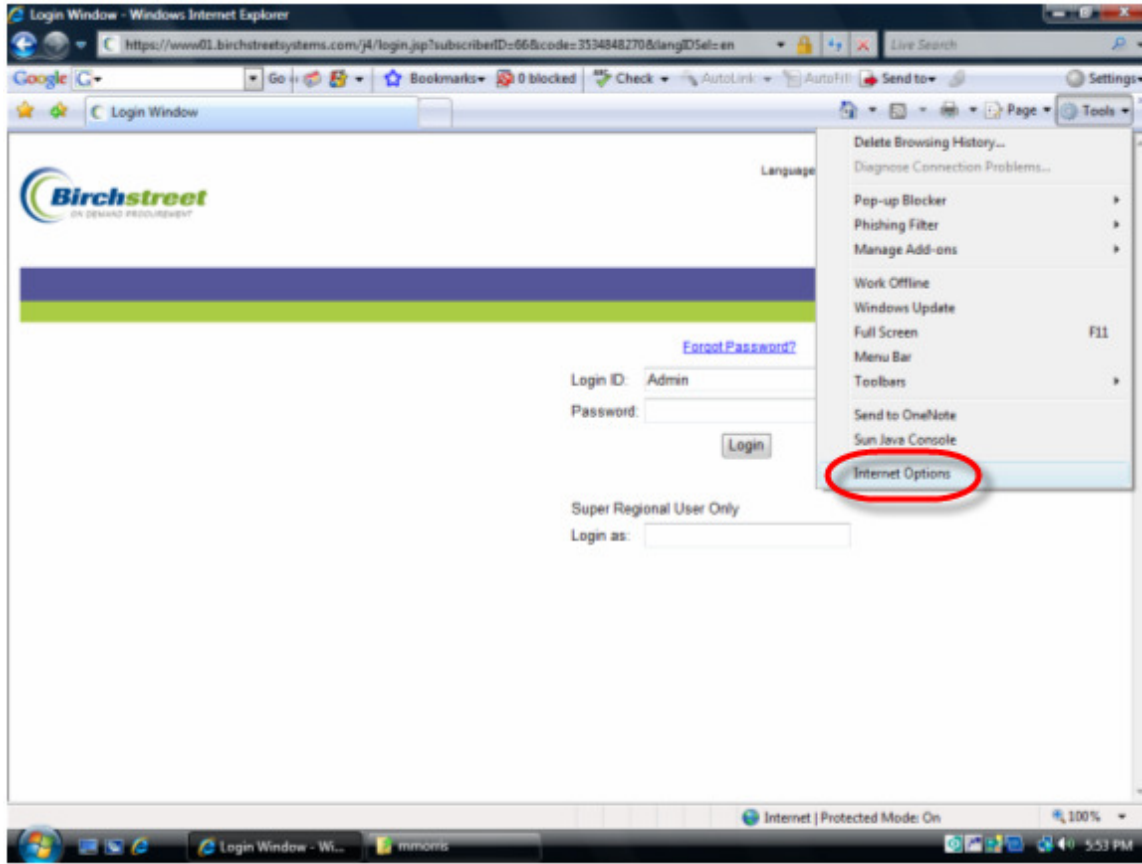 Login Window - Windows Internet Explorer
https://www01.birchstreetsystems.com/j4/login.jsp?subscriberID=66&code=3534848270&langIDSel=en
Live Search
Google G
Go
Bookmarks
0 blocked
Check
AutoLink
AutoFill
Send to
Settings
Login Window
Page
Tools
Delete Browsing History...
Diagnose Connection Problems...
Pop-up Blocker
Phishing Filter
Manage Add-ons
Work Offline
Windows Update
Full Screen F11
Menu Bar
Toolbars
Send to OneNote
Sun Java Console
Internet Options
Birchstreet
ON DEMAND PROCUREMENT
Language
Forgot Password?
Login ID: Admin
Password:
Login
Super Regional User Only
Login as:
Internet | Protected Mode: On
100%
Login Window - Wi...
mmorris
5:53 PM